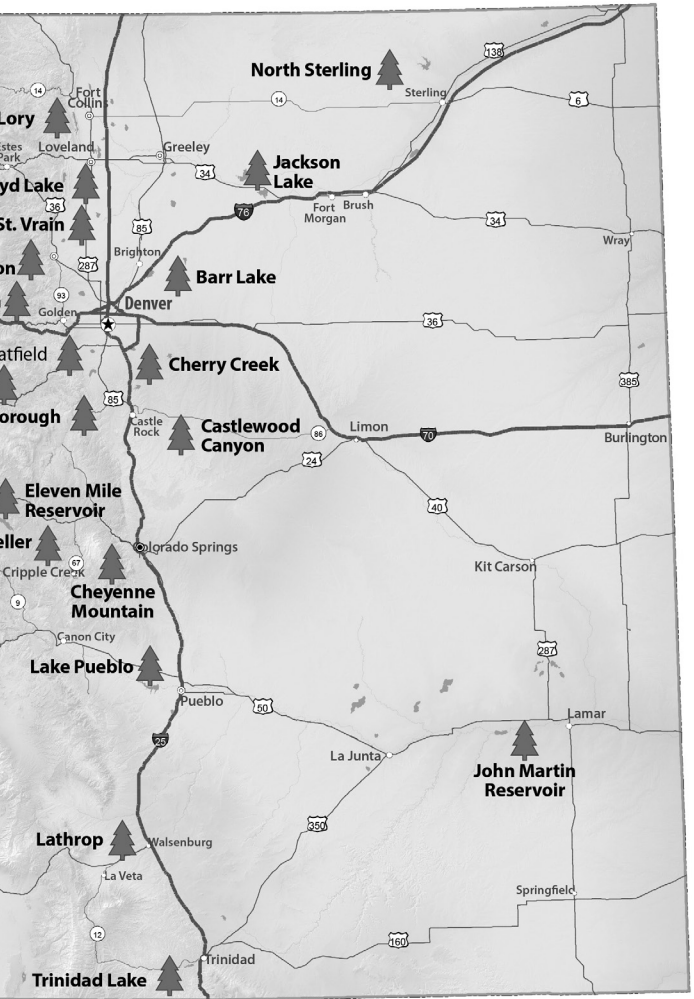 138
North Sterling
14
Fort
Collins
Sterling
14
6
Lory
Estes
Park
Loveland
Greeley
34
Jackson
Lake
yd Lake
36
76
Fort
Morgan
Brush
34
St. Vrain
85
Wray
Brighton
on
287
Barr Lake
93
Denver
Golden
36
atfield
Cherry Creek
385
85
orough
Castle
Rock
Castlewood
Canyon
86
Limon
70
Burlington
24
Eleven Mile
Reservoir
40
eller
Colorado Springs
67
Cripple Creek
Kit Carson
Cheyenne
Mountain
9
Canon City
287
Lake Pueblo
Pueblo
50
Lamar
25
La Junta
John Martin
Reservoir
350
Lathrop
Walsenburg
La Veta
Springfield
12
160
Trinidad
Trinidad Lake